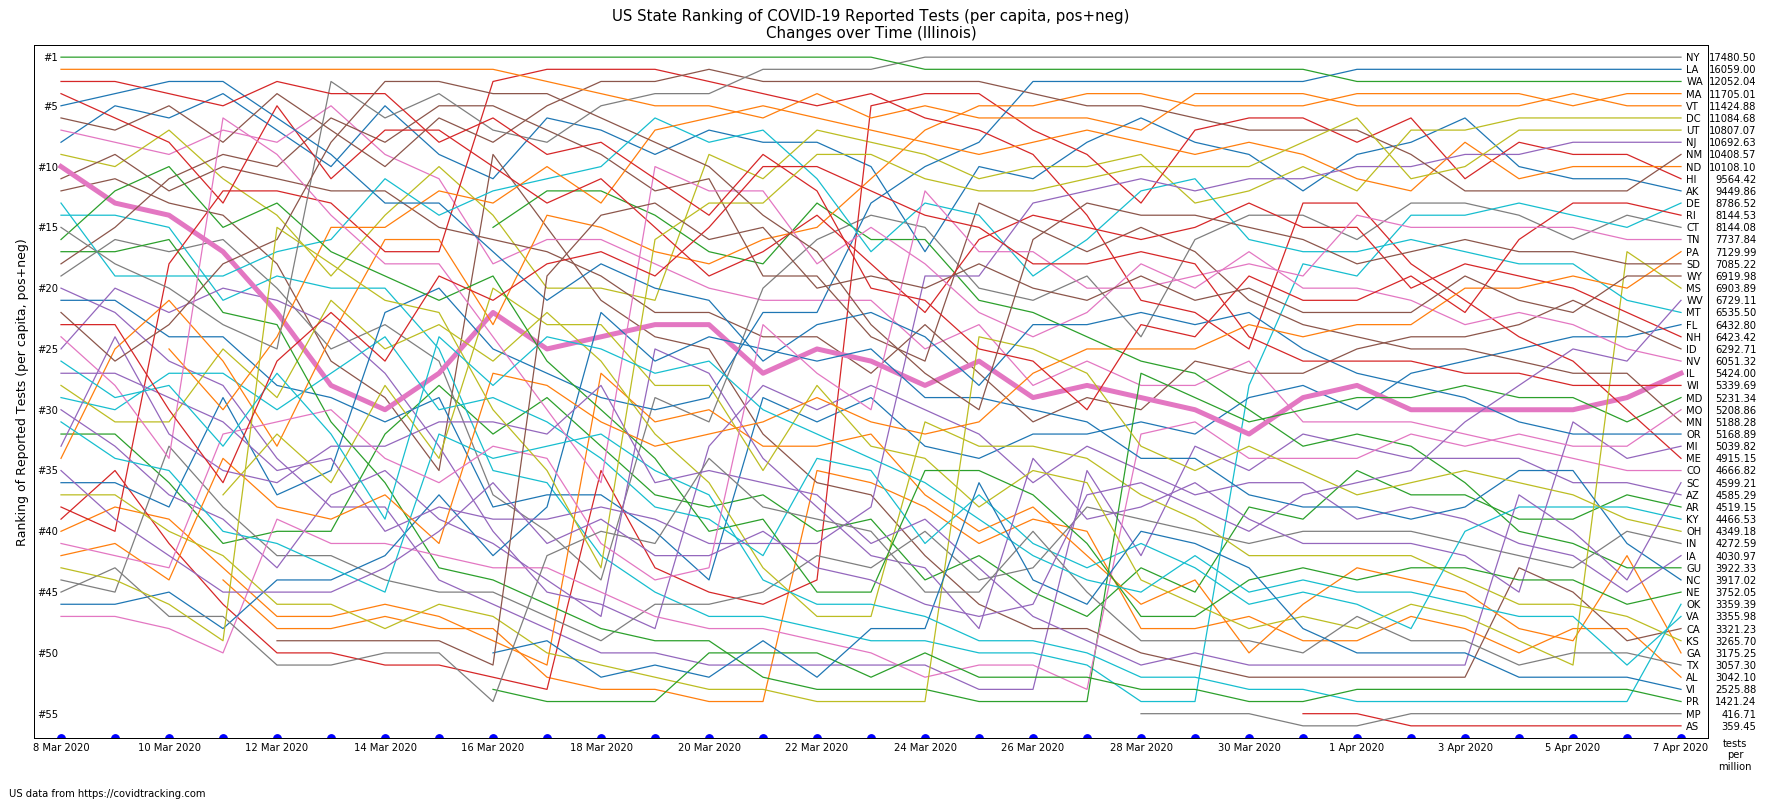 US State Ranking of COVID-19 Reported Tests (per capita, pos+neg)
Changes over Time (Illinois)
Ranking of Reported Tests (per capita, pos+neg)
#1
#5
#10
#15
#20
#25
#30
#35
#40
#45
#50
#55
NY 17480.50
LA 16059.00
WA 12052.04
MA 11705.01
VT 11424.88
DC 11084.68
UT 10807.07
NJ 10692.63
NM 10408.57
ND 10108.10
HI 9564.42
AK 9449.86
DE 8786.52
RI 8144.53
CT 8144.08
TN 7737.84
PA 7129.99
SD 7085.22
WY 6919.98
MS 6903.89
WV 6729.11
MT 6535.50
FL 6432.80
NH 6423.42
ID 6292.71
NV 6051.32
IL 5424.00
WI 5339.69
MD 5231.34
MO 5208.86
MN 5188.28
OR 5168.89
MI 5039.82
ME 4915.15
CO 4666.82
SC 4599.21
AZ 4585.29
AR 4519.15
KY 4466.53
OH 4349.18
IN 4272.59
IA 4030.97
GU 3922.33
NC 3917.02
NE 3752.05
OK 3359.39
VA 3355.98
CA 3321.23
KS 3265.70
GA 3175.25
TX 3057.30
AL 3042.10
VI 2525.88
PR 1421.24
MP 416.71
AS 359.45
8 Mar 2020 10 Mar 2020 12 Mar 2020 14 Mar 2020 16 Mar 2020 18 Mar 2020 20 Mar 2020 22 Mar 2020 24 Mar 2020 26 Mar 2020 28 Mar 2020 30 Mar 2020 1 Apr 2020 3 Apr 2020 5 Apr 2020 7 Apr 2020
tests
per
million
US data from https://covidtracking.com